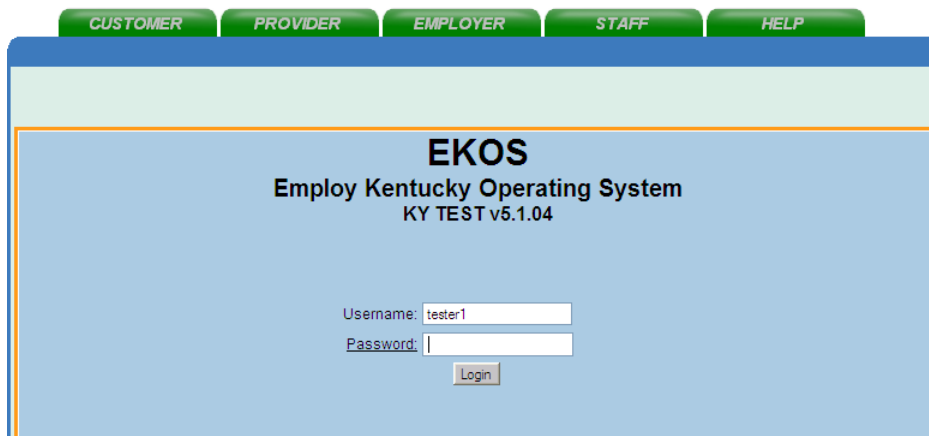 CUSTOMER PROVIDER EMPLOYER STAFF HELP
EKOS
Employ Kentucky Operating System
KY TEST v5.1.04
Username: tester1
Password:
Login